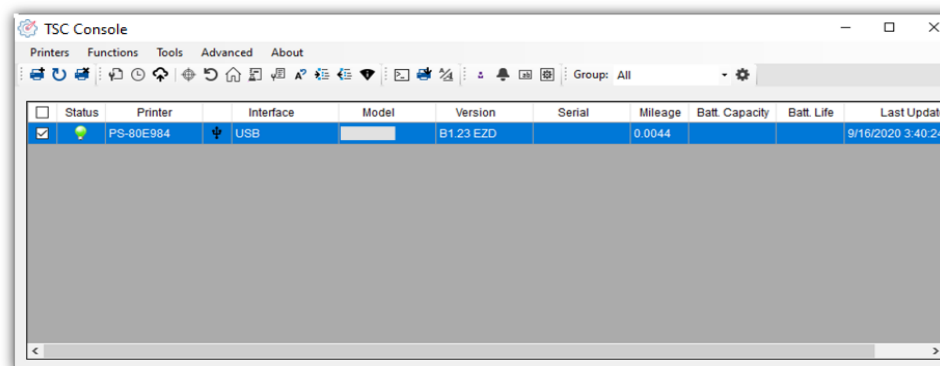 TSC Console
Printers Functions Tools Advanced About
Group: All
Status Printer Interface Model Version Serial Mileage Batt. Capacity Batt. Life Last Updat
PS-80E984 USB B1.23 EZD 0.0044 9/16/2020 3:40:24